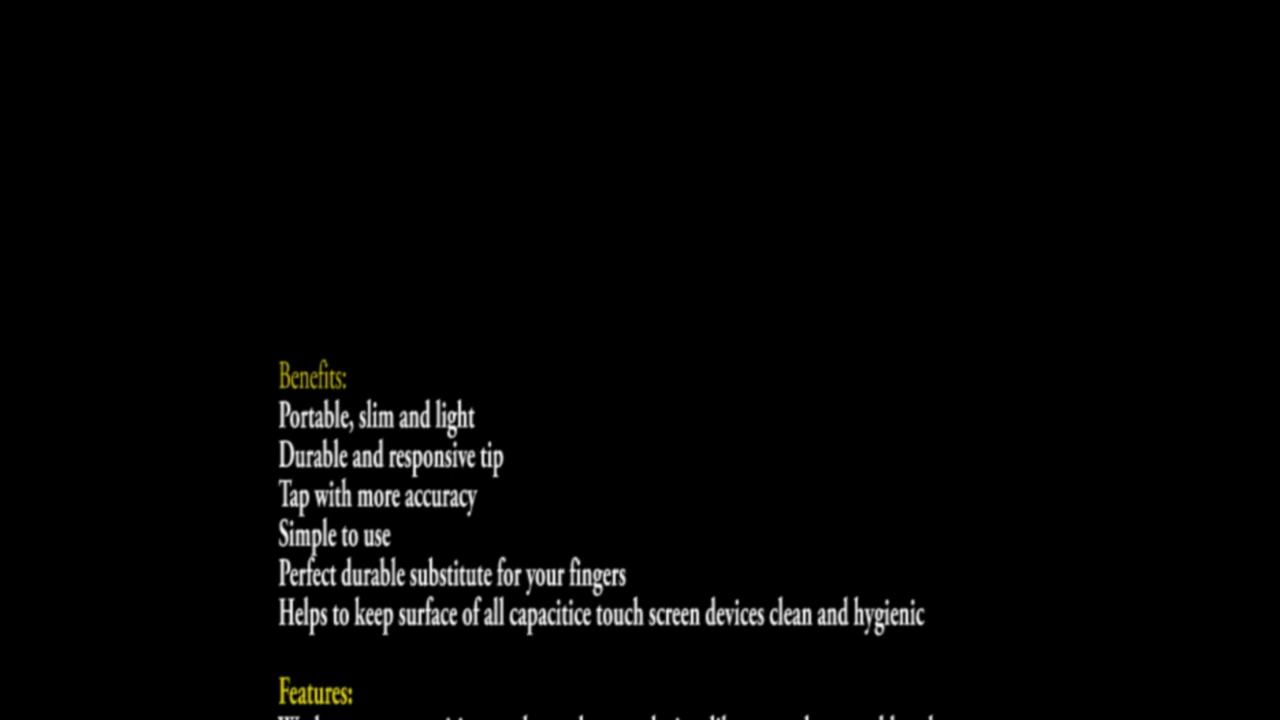 Benefits:
Portable, slim and light
Durable and responsive tip
Tap with more accuracy
Simple to use
Perfect durable substitute for your fingers
Helps to keep surface of all capacitice touch screen devices clean and hygienic
Features: